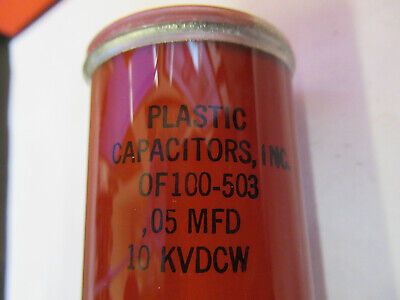 PLASTIC
CAPACITORS, INC.
OF100-503
.05 MFD
10 KVDCW